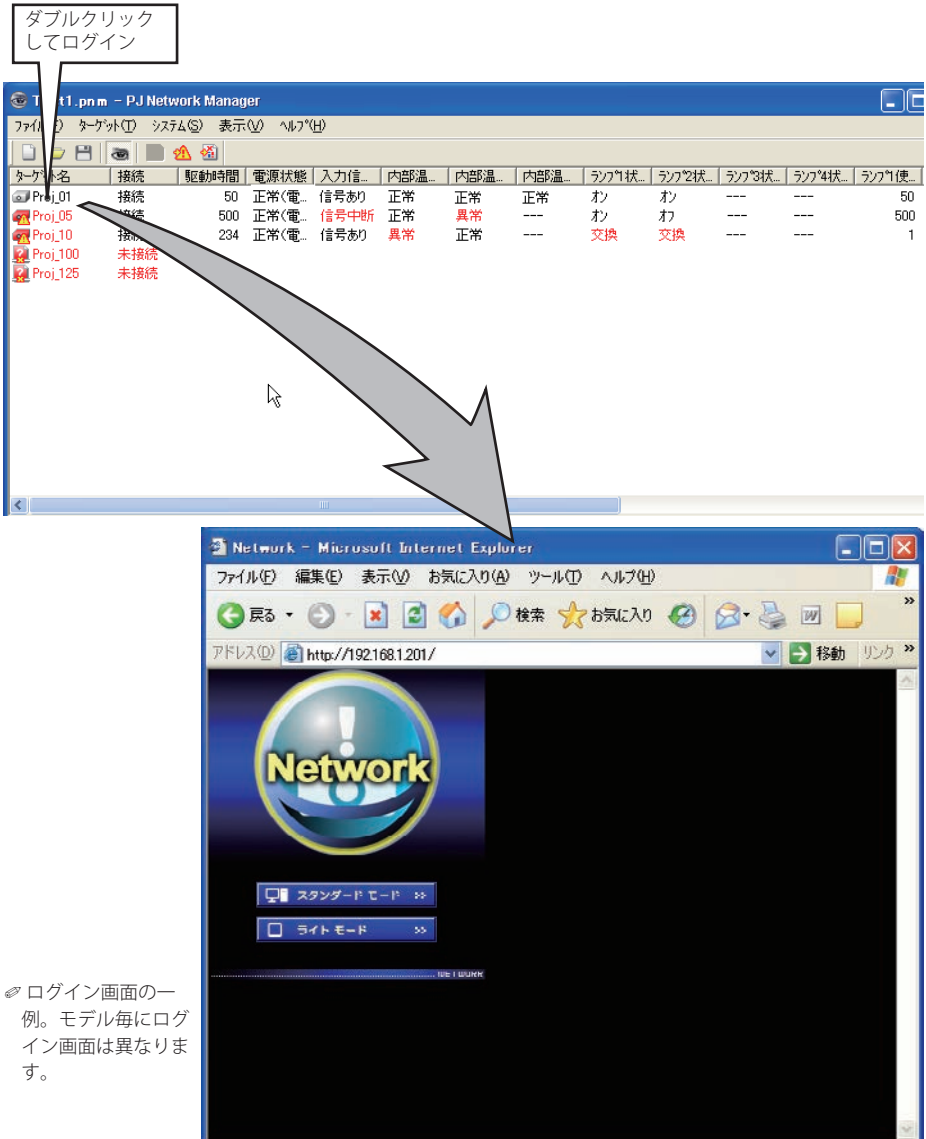 ダブルクリック
してログイン
t1.pnm － PJ Network Manager
ターゲット(T) システム(S) 表示(V) ヘルプ(H)
接続 駆動時間 電源状態 入力信... 内部温... 内部温... 内部温... ランプ1状... ランプ2状... ランプ3状... ランプ4状... ランプ1使...
Proj_01 接続 50 正常(電... 信号あり 正常 正常 正常 オン オン --- --- 50
Proj_05 接続 500 正常(電... 信号中断 正常 異常 --- オン オフ --- --- 500
Proj_10 接続 234 正常(電... 信号あり 異常 正常 --- 交換 交換 --- --- 1
Proj_100 未接続
Proj_125 未接続
Network － Microsoft Internet Explorer
ファイル(F) 編集(E) 表示(V) お気に入り(A) ツール(T) ヘルプ(H)
戻る 検索 お気に入り
アドレス(D) http://192.168.1.201/ 移動 リンク
Network
スタンダード モード >>
ライト モード >>
NETWORK
ログイン画面の一
例。モデル毎にログ
イン画面は異なりま
す。